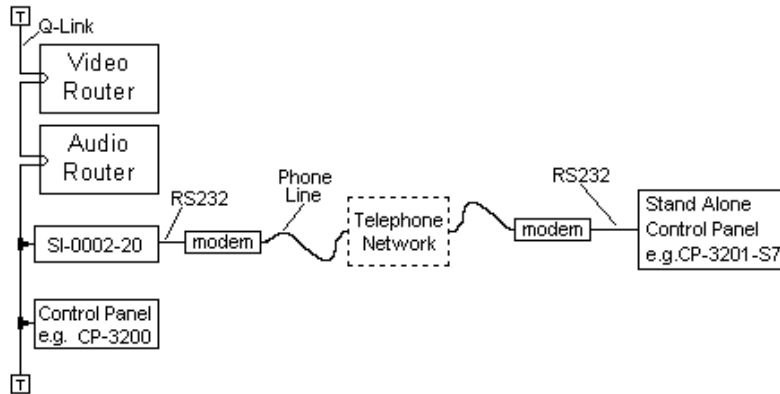 T
Q-Link
Video
Router
Audio
Router
RS232
Phone
Line
SI-0002-20
modem
Telephone
Network
modem
RS232
Stand Alone
Control Panel
e.g.CP-3201-S7
Control Panel
e.g. CP-3200
T